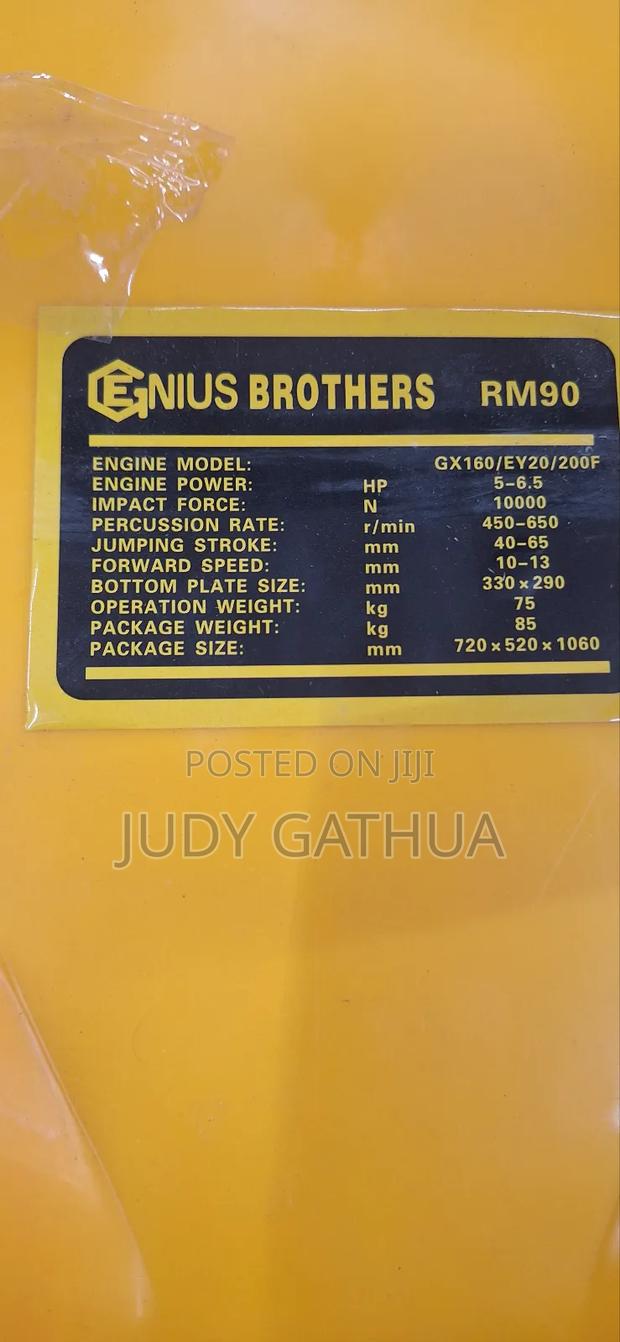 GENIUS BROTHERS RM90
ENGINE MODEL: GX160/EY20/200F
ENGINE POWER: HP 5-6.5
IMPACT FORCE: N 10000
PERCUSSION RATE: r/min 450-650
JUMPING STROKE: mm 40-65
FORWARD SPEED: mm 10-13
BOTTOM PLATE SIZE: mm 330×290
OPERATION WEIGHT: kg 75
PACKAGE WEIGHT: kg 85
PACKAGE SIZE: mm 720×520×1060
POSTED ON JIJI
JUDY GATHUA